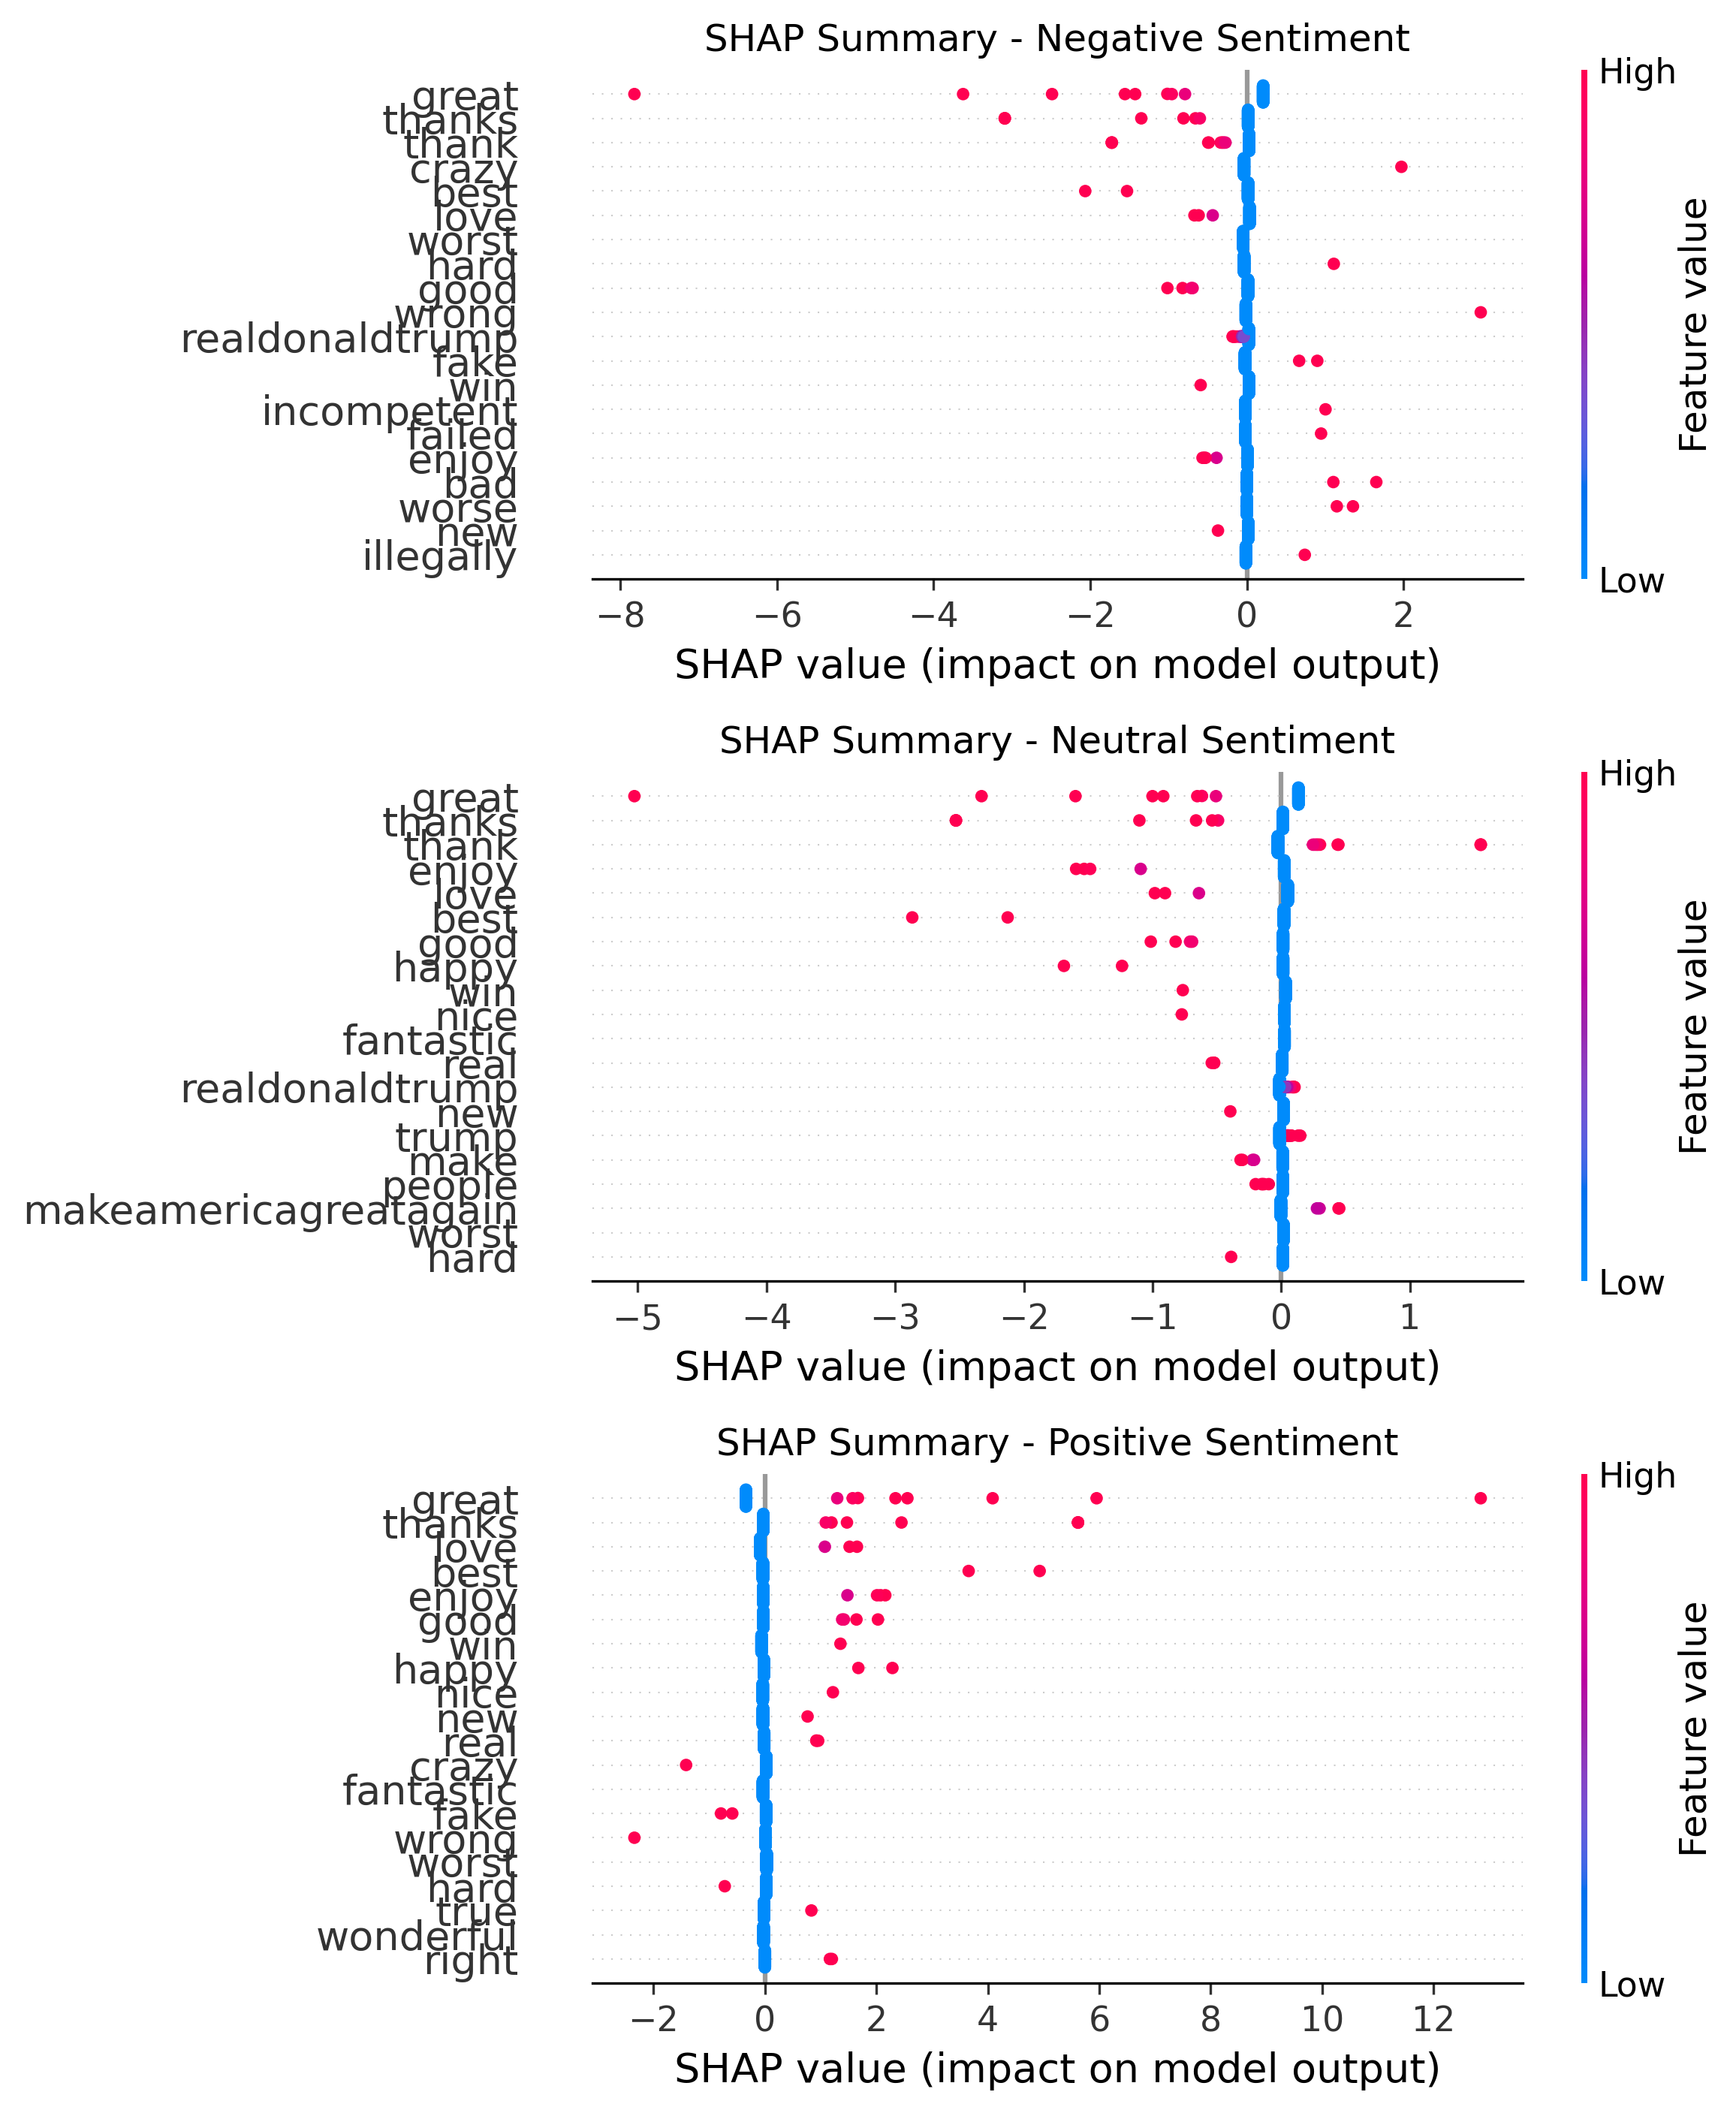 SHAP Summary - Negative Sentiment
High
great
thanks
thank
crazy
best
love
worst
hard
good
wrong
realdonaldtrump
fake
win
incompetent
failed
enjoy
bad
worse
new
illegally
Feature value
Low
−8 −6 −4 −2 0 2
SHAP value (impact on model output)
SHAP Summary - Neutral Sentiment
High
great
thanks
thank
enjoy
love
best
good
happy
win
nice
fantastic
real
realdonaldtrump
new
trump
make
people
makeamericagreatagain
worst
hard
Feature value
Low
−5 −4 −3 −2 −1 0 1
SHAP value (impact on model output)
SHAP Summary - Positive Sentiment
High
great
thanks
love
best
enjoy
good
win
happy
nice
new
real
crazy
fantastic
fake
wrong
worst
hard
true
wonderful
right
Feature value
Low
−2 0 2 4 6 8 10 12
SHAP value (impact on model output)